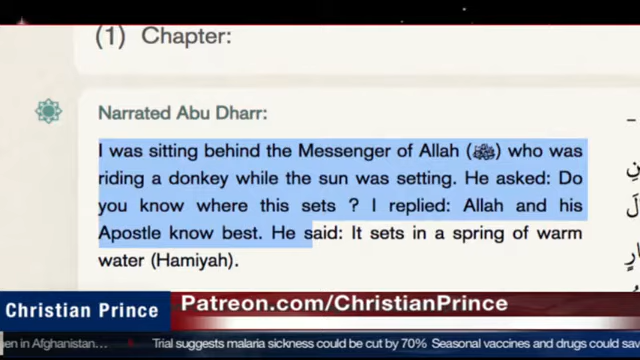 (1) Chapter:
Narrated Abu Dharr:
I was sitting behind the Messenger of Allah (ﷺ) who was
riding a donkey while the sun was setting. He asked: Do
you know where this sets ? I replied: Allah and his
Apostle know best. He said: It sets in a spring of warm
water (Hamiyah).
Christian Prince
Patreon.com/ChristianPrince
en in Afghanistan… Trial suggests malaria sickness could be cut by 70% Seasonal vaccines and drugs could sav